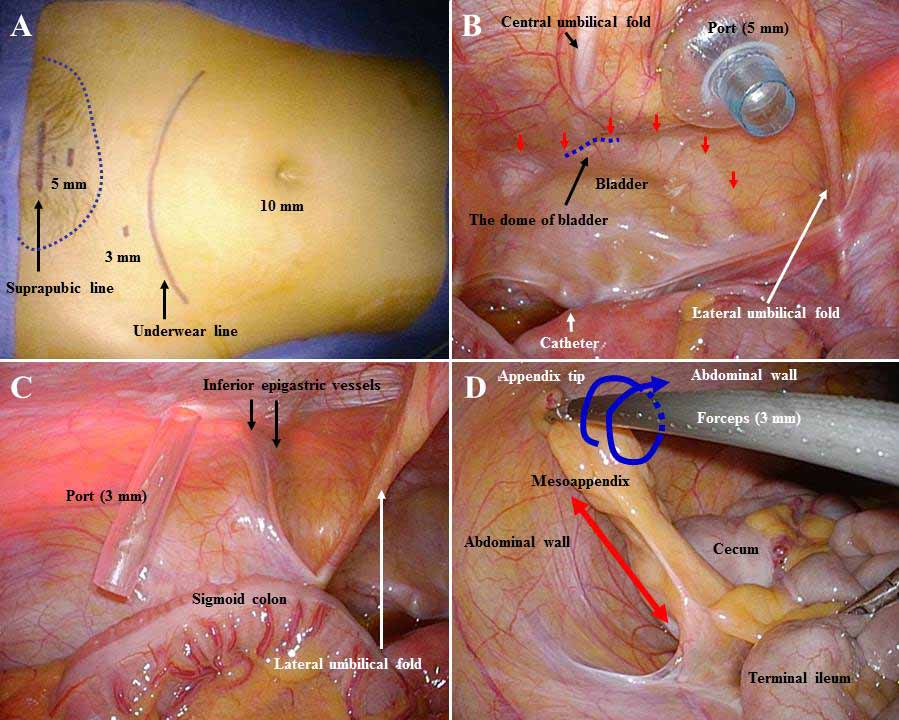 A
5 mm
10 mm
3 mm
Suprapubic line
Underwear line
B
Central umbilical fold
Port (5 mm)
Bladder
The dome of bladder
Lateral umbilical fold
Catheter
C
Inferior epigastric vessels
Port (3 mm)
Sigmoid colon
Lateral umbilical fold
D
Appendix tip
Abdominal wall
Forceps (3 mm)
Mesoappendix
Abdominal wall
Cecum
Terminal ileum